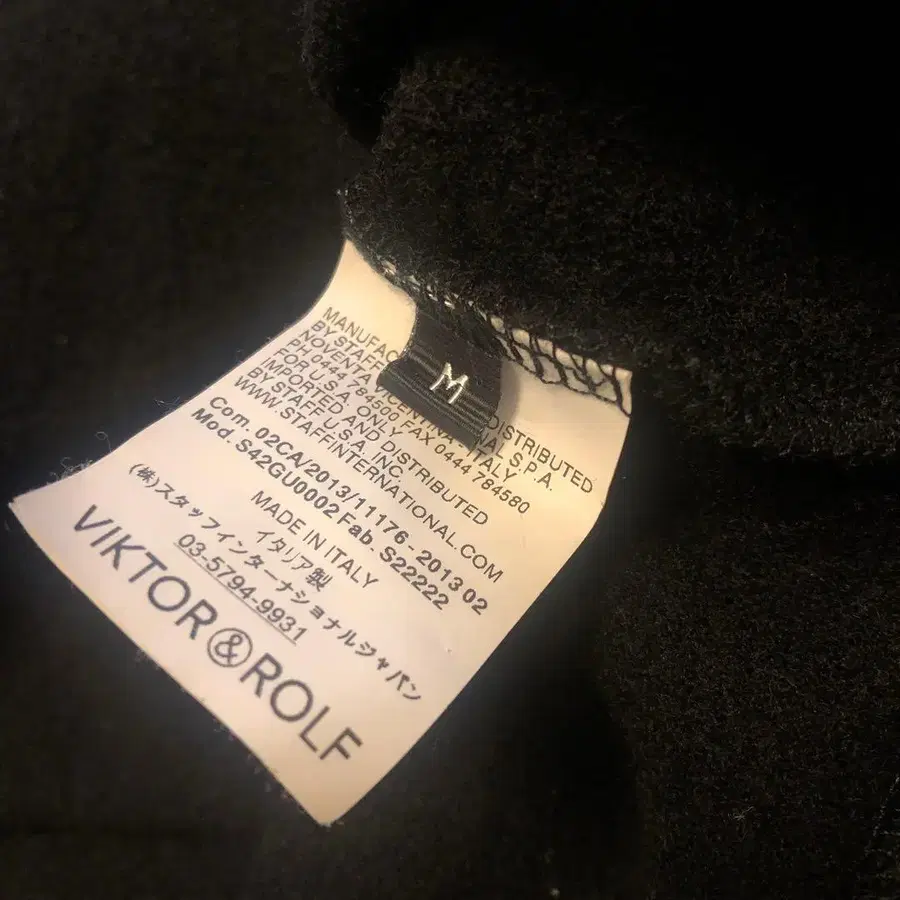 M
MANUFAC DISTRIBUTED
BY STAFF NAL S.P.A.
NOVENTA VICENTINA ITALY
PH 0444 784500 FAX 0444 784580
FOR U.S.A. ONLY
IMPORTED AND DISTRIBUTED
BY STAFF U.S.A. INC.
WWW.STAFFINTERNATIONAL.COM
Com. 02CA/2013/11176 - 2013 02
Mod. S42GU0002 Fab. S22222
MADE IN ITALY
イタリア製
(株)スタッフ インターナショナルジャパン
03-5794-9931
VIKTOR&ROLF